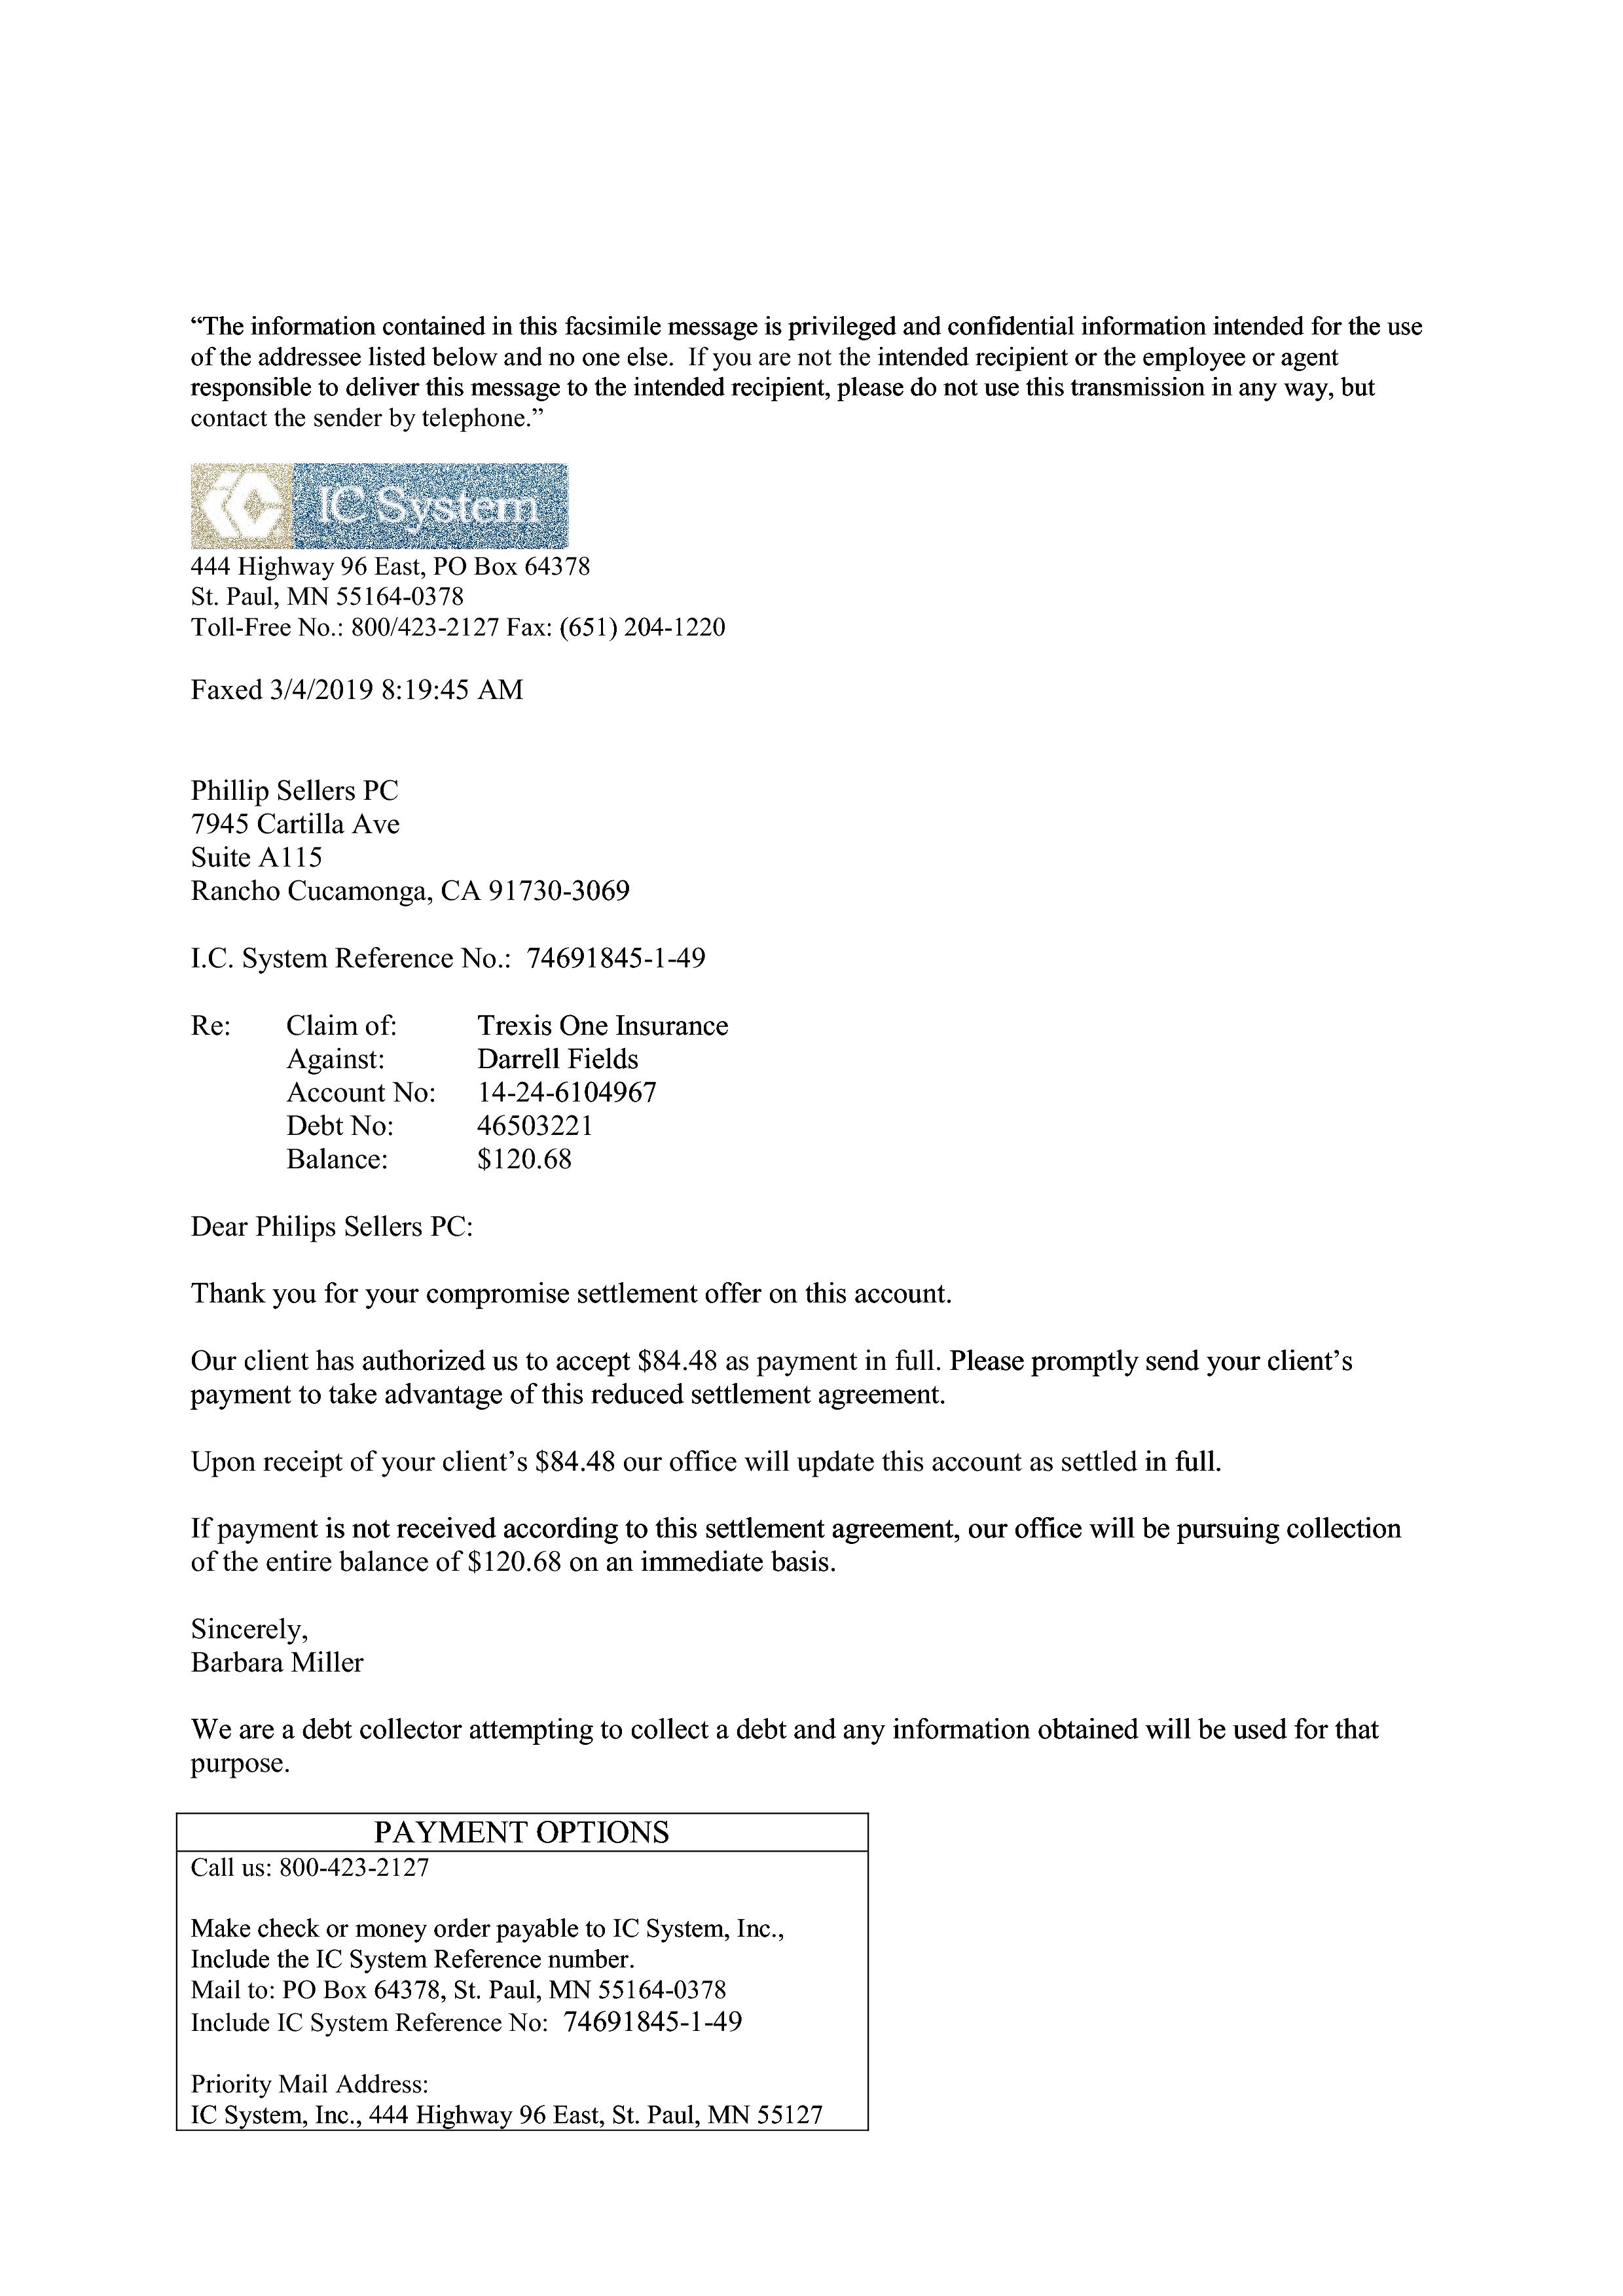 “The information contained in this facsimile message is privileged and confidential information intended for the use
of the addressee listed below and no one else.  If you are not the intended recipient or the employee or agent
responsible to deliver this message to the intended recipient, please do not use this transmission in any way, but
contact the sender by telephone.”
IC System
444 Highway 96 East, PO Box 64378
St. Paul, MN 55164-0378
Toll-Free No.: 800/423-2127 Fax: (651) 204-1220
Faxed 3/4/2019 8:19:45 AM
Phillip Sellers PC
7945 Cartilla Ave
Suite A115
Rancho Cucamonga, CA 91730-3069
I.C. System Reference No.:  74691845-1-49
Re: Claim of: Trexis One Insurance
Against: Darrell Fields
Account No: 14-24-6104967
Debt No: 46503221
Balance: $120.68
Dear Philips Sellers PC:
Thank you for your compromise settlement offer on this account.
Our client has authorized us to accept $84.48 as payment in full. Please promptly send your client’s
payment to take advantage of this reduced settlement agreement.
Upon receipt of your client’s $84.48 our office will update this account as settled in full.
If payment is not received according to this settlement agreement, our office will be pursuing collection
of the entire balance of $120.68 on an immediate basis.
Sincerely,
Barbara Miller
We are a debt collector attempting to collect a debt and any information obtained will be used for that
purpose.
PAYMENT OPTIONS
Call us: 800-423-2127
Make check or money order payable to IC System, Inc.,
Include the IC System Reference number.
Mail to: PO Box 64378, St. Paul, MN 55164-0378
Include IC System Reference No:  74691845-1-49
Priority Mail Address:
IC System, Inc., 444 Highway 96 East, St. Paul, MN 55127